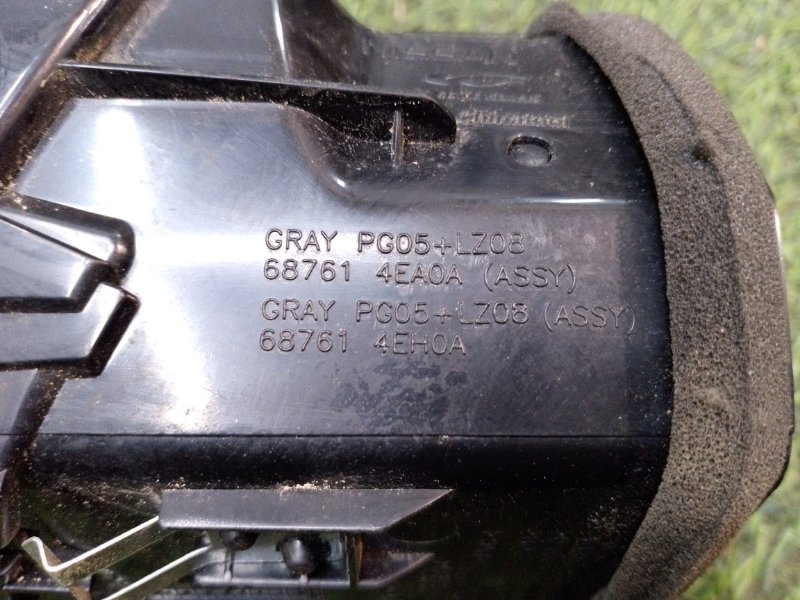 GRAY PG05+LZ08
68761 4EA0A (ASSY)
GRAY PG05+LZ08 (ASSY)
68761 4EH0A